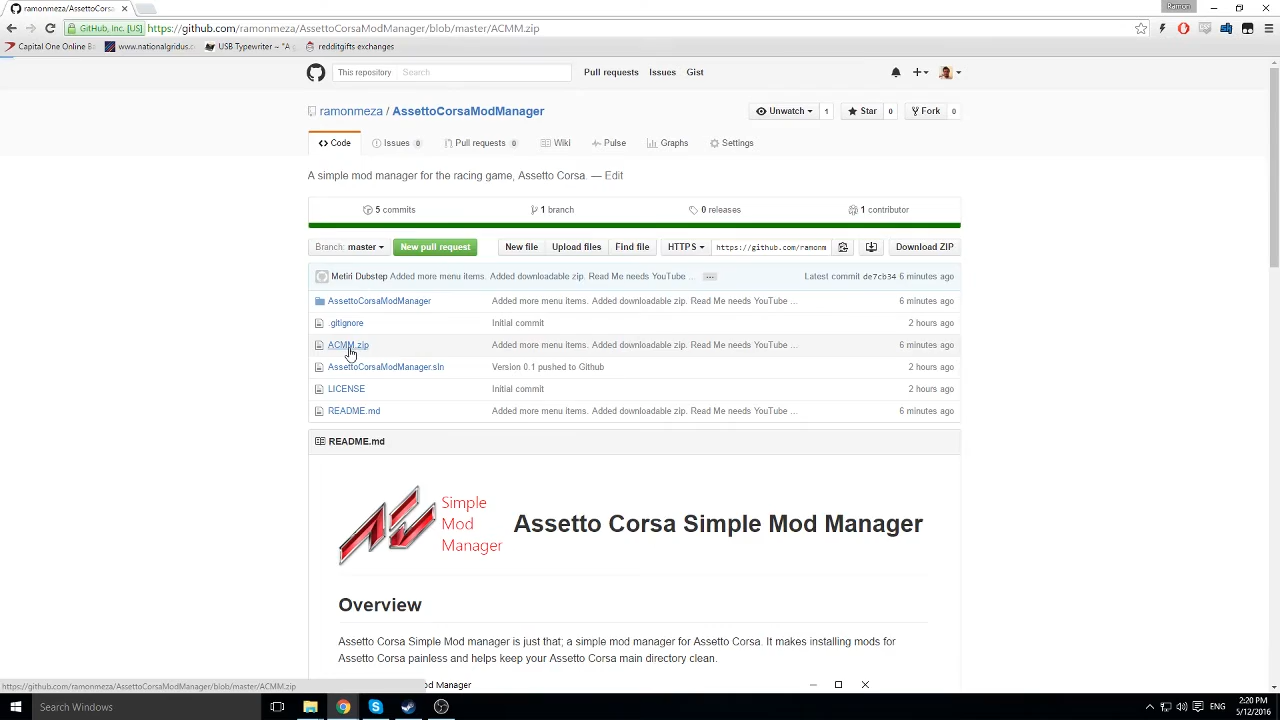 ramonmeza/AssettoCorsa
Ramon
GitHub, Inc. [US] https://github.com/ramonmeza/AssettoCorsaModManager/blob/master/ACMM.zip
Capital One Online B www.nationalgridus. USB Typewriter ~ "A redditgifts exchanges
This repository Search Pull requests Issues Gist
ramonmeza / AssettoCorsaModManager Unwatch 1 Star 0 Fork 0
Code Issues 0 Pull requests 0 Wiki Pulse Graphs Settings
A simple mod manager for the racing game, Assetto Corsa. — Edit
5 commits 1 branch 0 releases 1 contributor
Branch: master New pull request New file Upload files Find file HTTPS https://github.com/ramonm Download ZIP
Metiri Dubstep Added more menu items. Added downloadable zip. Read Me needs YouTube ... … Latest commit de7cb34 6 minutes ago
AssettoCorsaModManager Added more menu items. Added downloadable zip. Read Me needs YouTube ... 6 minutes ago
.gitignore Initial commit 2 hours ago
ACMM.zip Added more menu items. Added downloadable zip. Read Me needs YouTube ... 6 minutes ago
AssettoCorsaModManager.sln Version 0.1 pushed to Github 2 hours ago
LICENSE Initial commit 2 hours ago
README.md Added more menu items. Added downloadable zip. Read Me needs YouTube ... 6 minutes ago
README.md
Simple
Mod
Manager
Assetto Corsa Simple Mod Manager
Overview
Assetto Corsa Simple Mod manager is just that; a simple mod manager for Assetto Corsa. It makes installing mods for
Assetto Corsa painless and helps keep your Assetto Corsa main directory clean.
https://github.com/ramonmeza/AssettoCorsaModManager/blob/master/ACMM.zip
od Manager
Search Windows
ENG
2:20 PM
5/12/2016